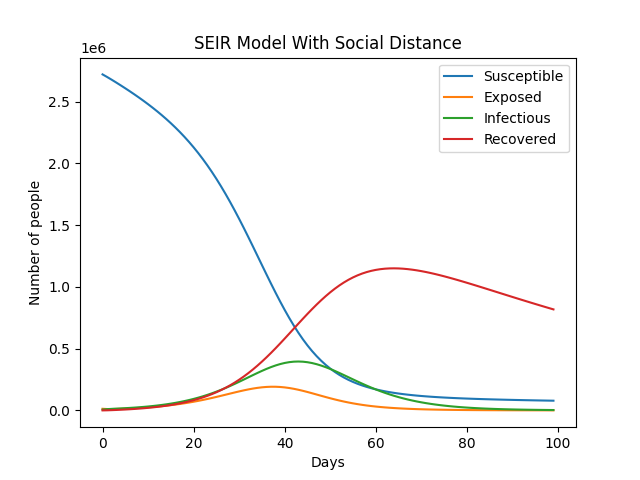 SEIR Model With Social Distance
1e6
Susceptible
Exposed
Infectious
Recovered
Number of people
2.5
2.0
1.5
1.0
0.5
0.0
0 20 40 60 80 100
Days